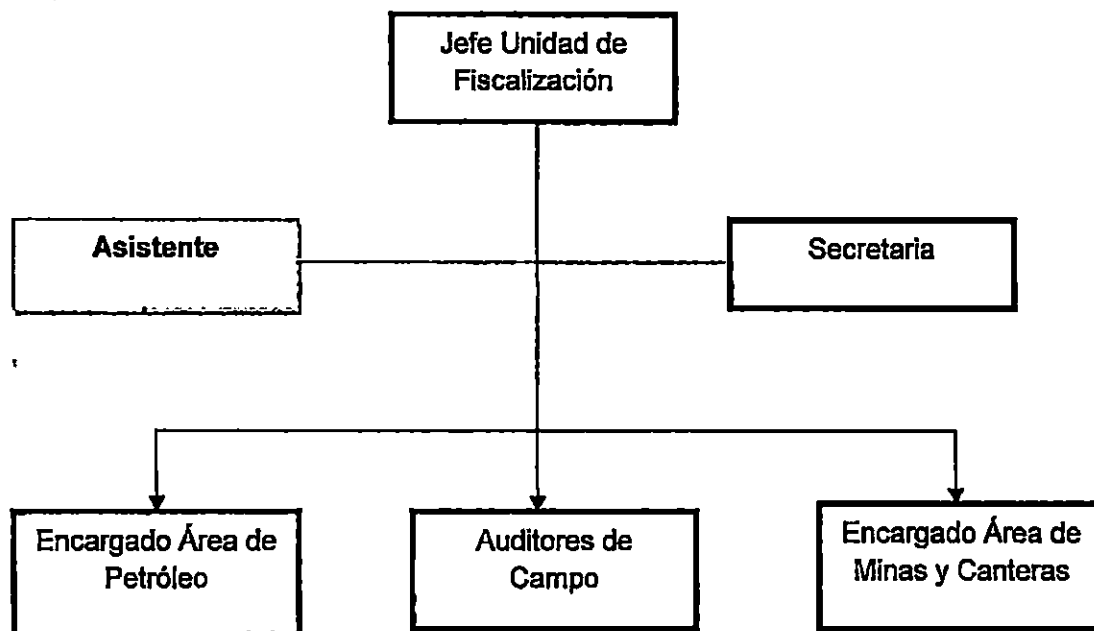 Jefe Unidad de
Fiscalización
Asistente
Secretaria
Encargado Área de
Petróleo
Auditores de
Campo
Encargado Área de
Minas y Canteras